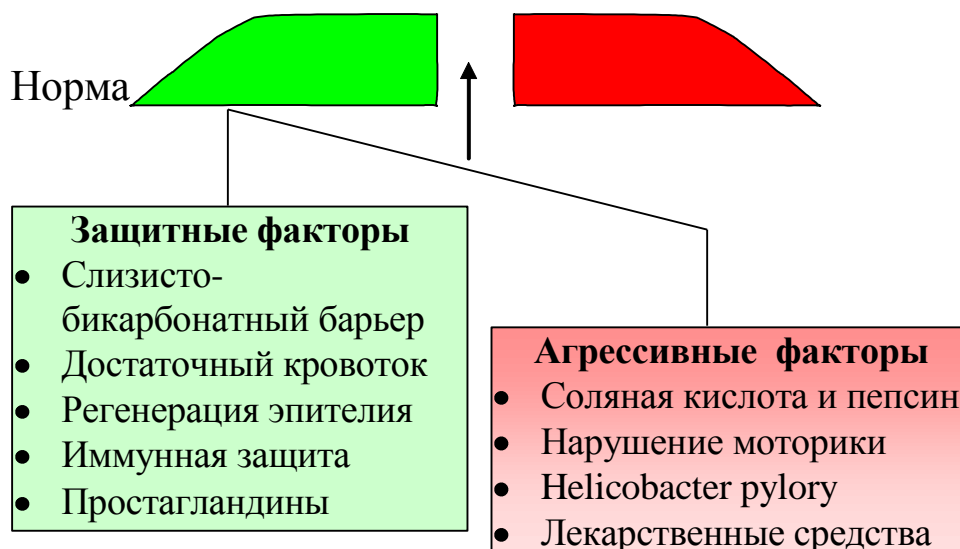 Норма
Защитные факторы
• Слизисто-
бикарбонатный барьер
• Достаточный кровоток
• Регенерация эпителия
• Иммунная защита
• Простагландины
Агрессивные факторы
• Соляная кислота и пепсин
• Нарушение моторики
• Helicobacter pylory
• Лекарственные средства